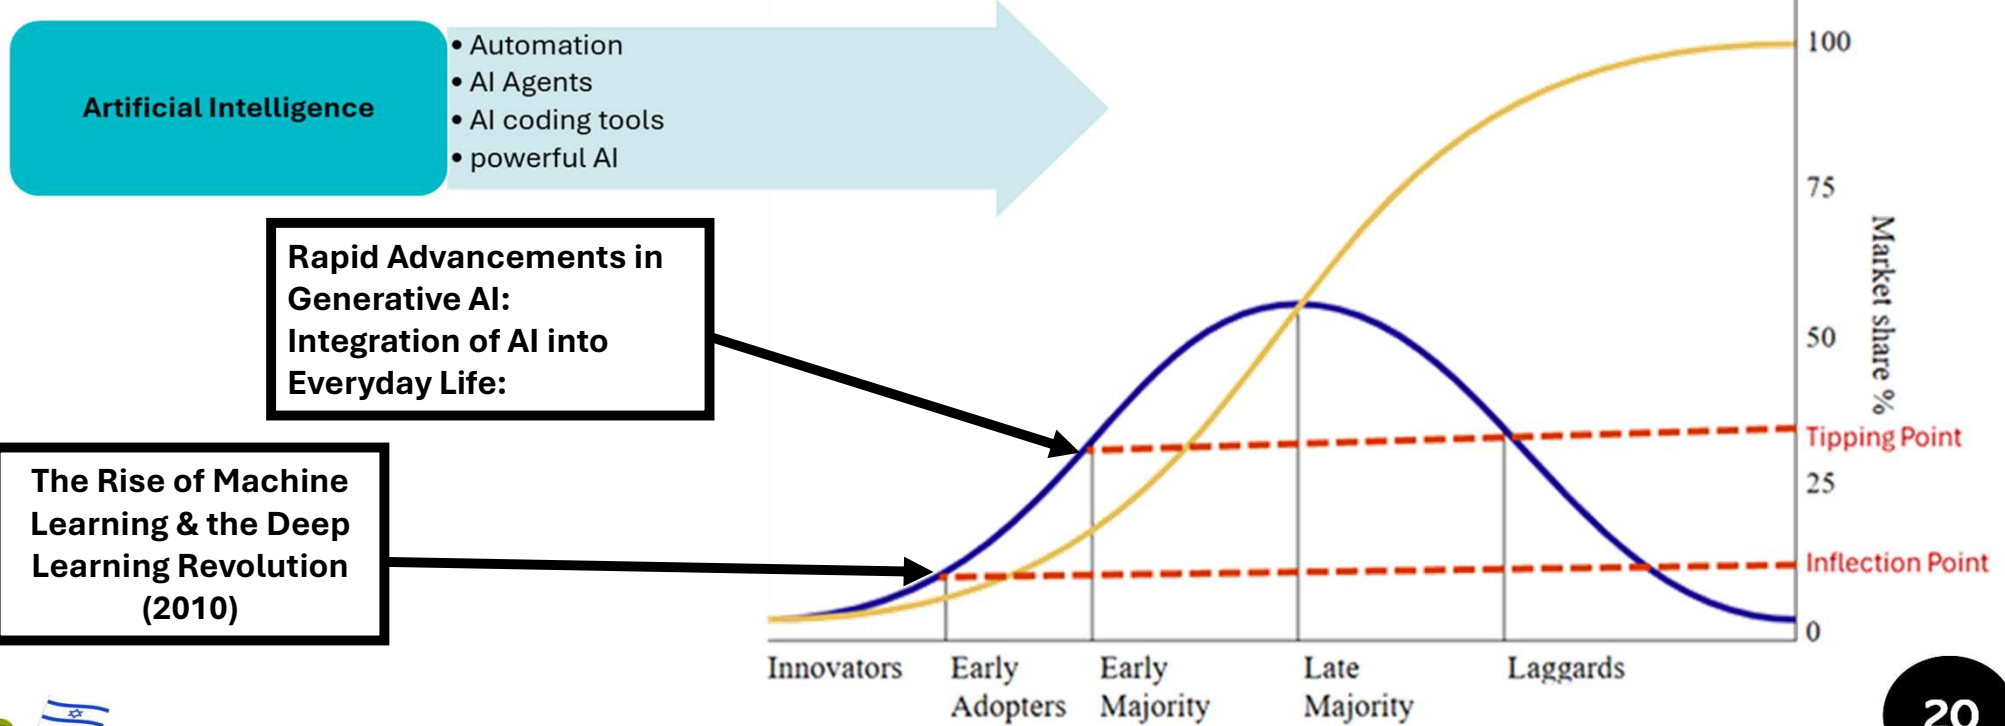 Artificial Intelligence
• Automation
• AI Agents
• AI coding tools
• powerful AI
Rapid Advancements in
Generative AI:
Integration of AI into
Everyday Life:
The Rise of Machine
Learning & the Deep
Learning Revolution
(2010)
100
75
50
25
0
Market share %
Tipping Point
Inflection Point
Innovators
Early
Adopters
Early
Majority
Late
Majority
Laggards
20